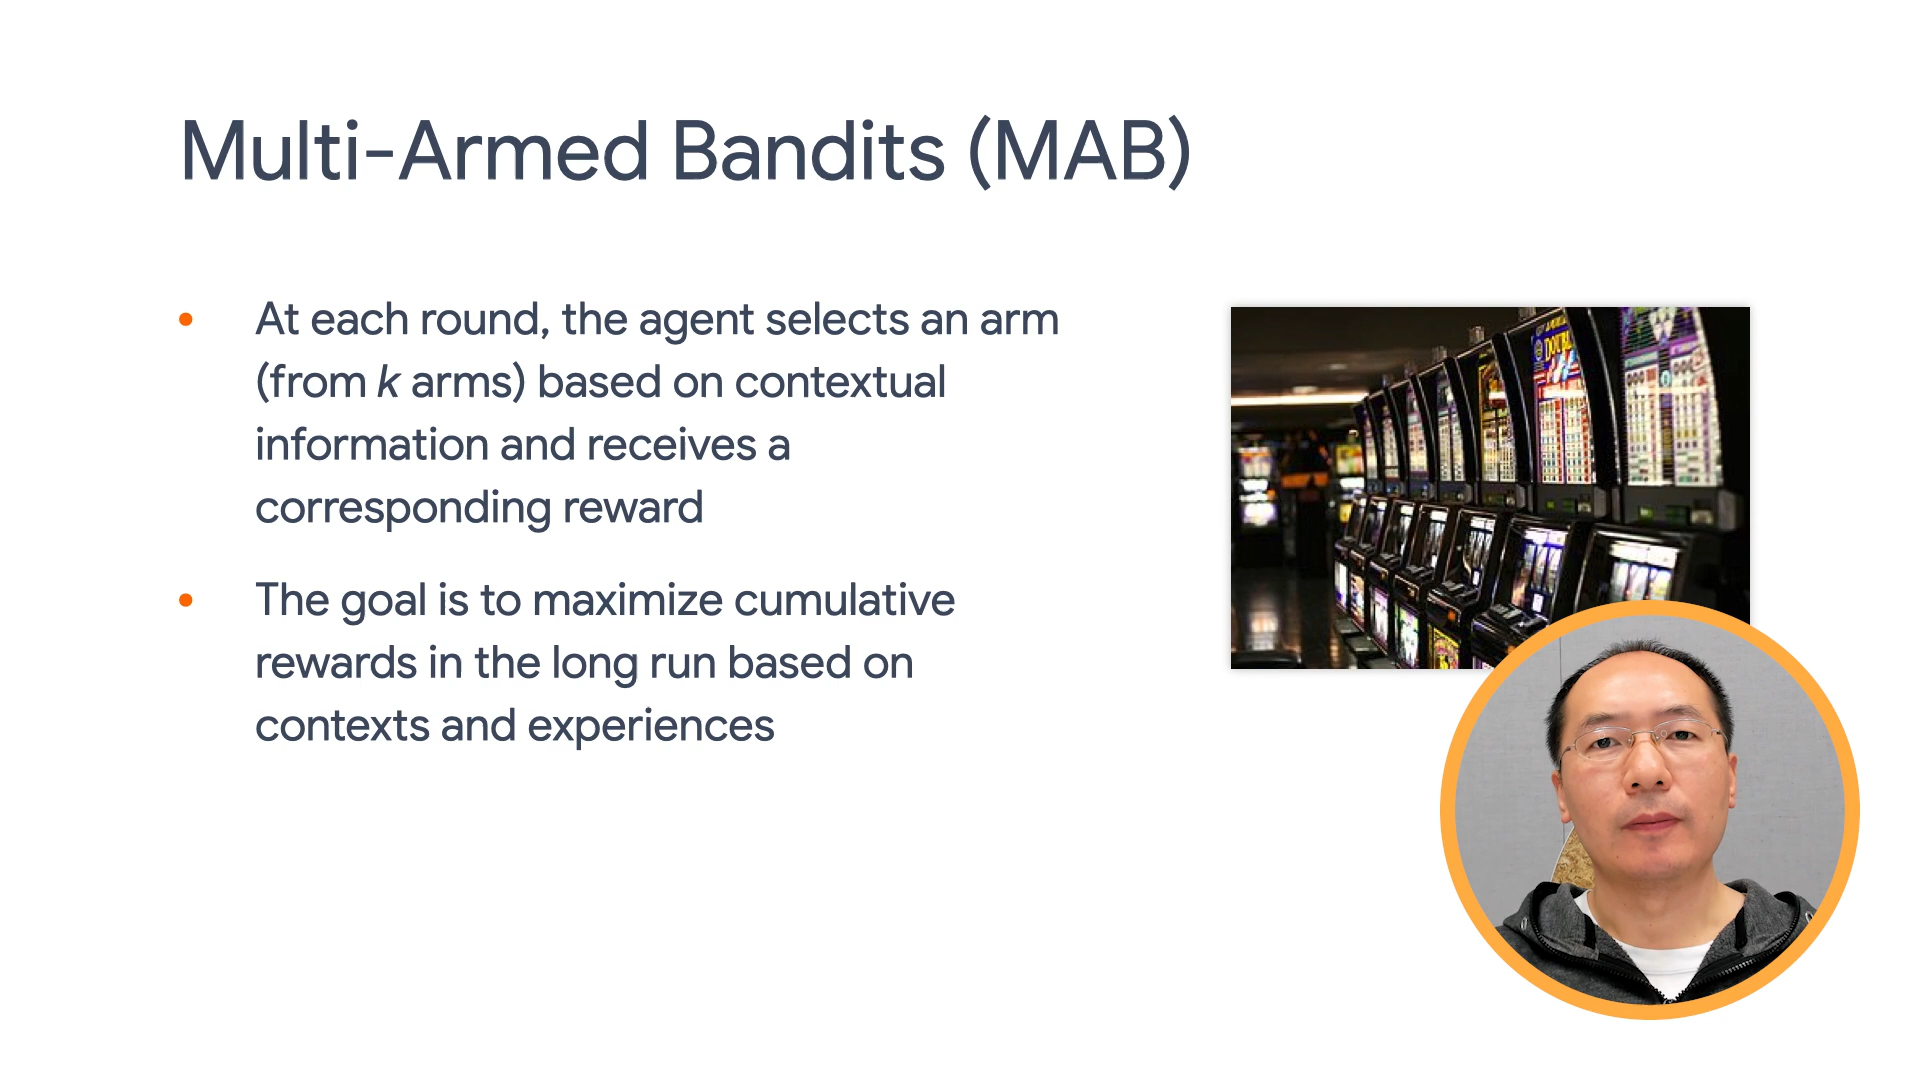 Multi-Armed Bandits (MAB)
At each round, the agent selects an arm
(from k arms) based on contextual
information and receives a
corresponding reward
The goal is to maximize cumulative
rewards in the long run based on
contexts and experiences